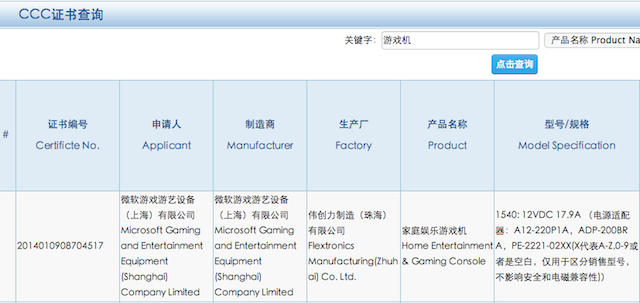 CCC证书查询
关键字: 游戏机 产品名称 Product Na
点击查询
#
证书编号
Certificte No.
申请人
Applicant
制造商
Manufacturer
生产厂
Factory
产品名称
Product
型号/规格
Model Specification
2014010908704517
微软游戏游艺设备
（上海）有限公司
Microsoft Gaming
and Entertainment
Equipment
(Shanghai)
Company Limited
微软游戏游艺设备
（上海）有限公司
Microsoft Gaming
and Entertainment
Equipment
(Shanghai)
Company Limited
伟创力制造（珠海）
有限公司
Flextronics
Manufacturing(Zhuh
ai) Co. Ltd.
家庭娱乐游戏机
Home Entertainment
& Gaming Console
1540: 12VDC 17.9A （电源适配
器：A12-220P1A，ADP-200BR
A，PE-2221-02XX(X代表A-Z,0-9或
者是空白，仅用于区分销售型号，
不影响安全和电磁兼容性))